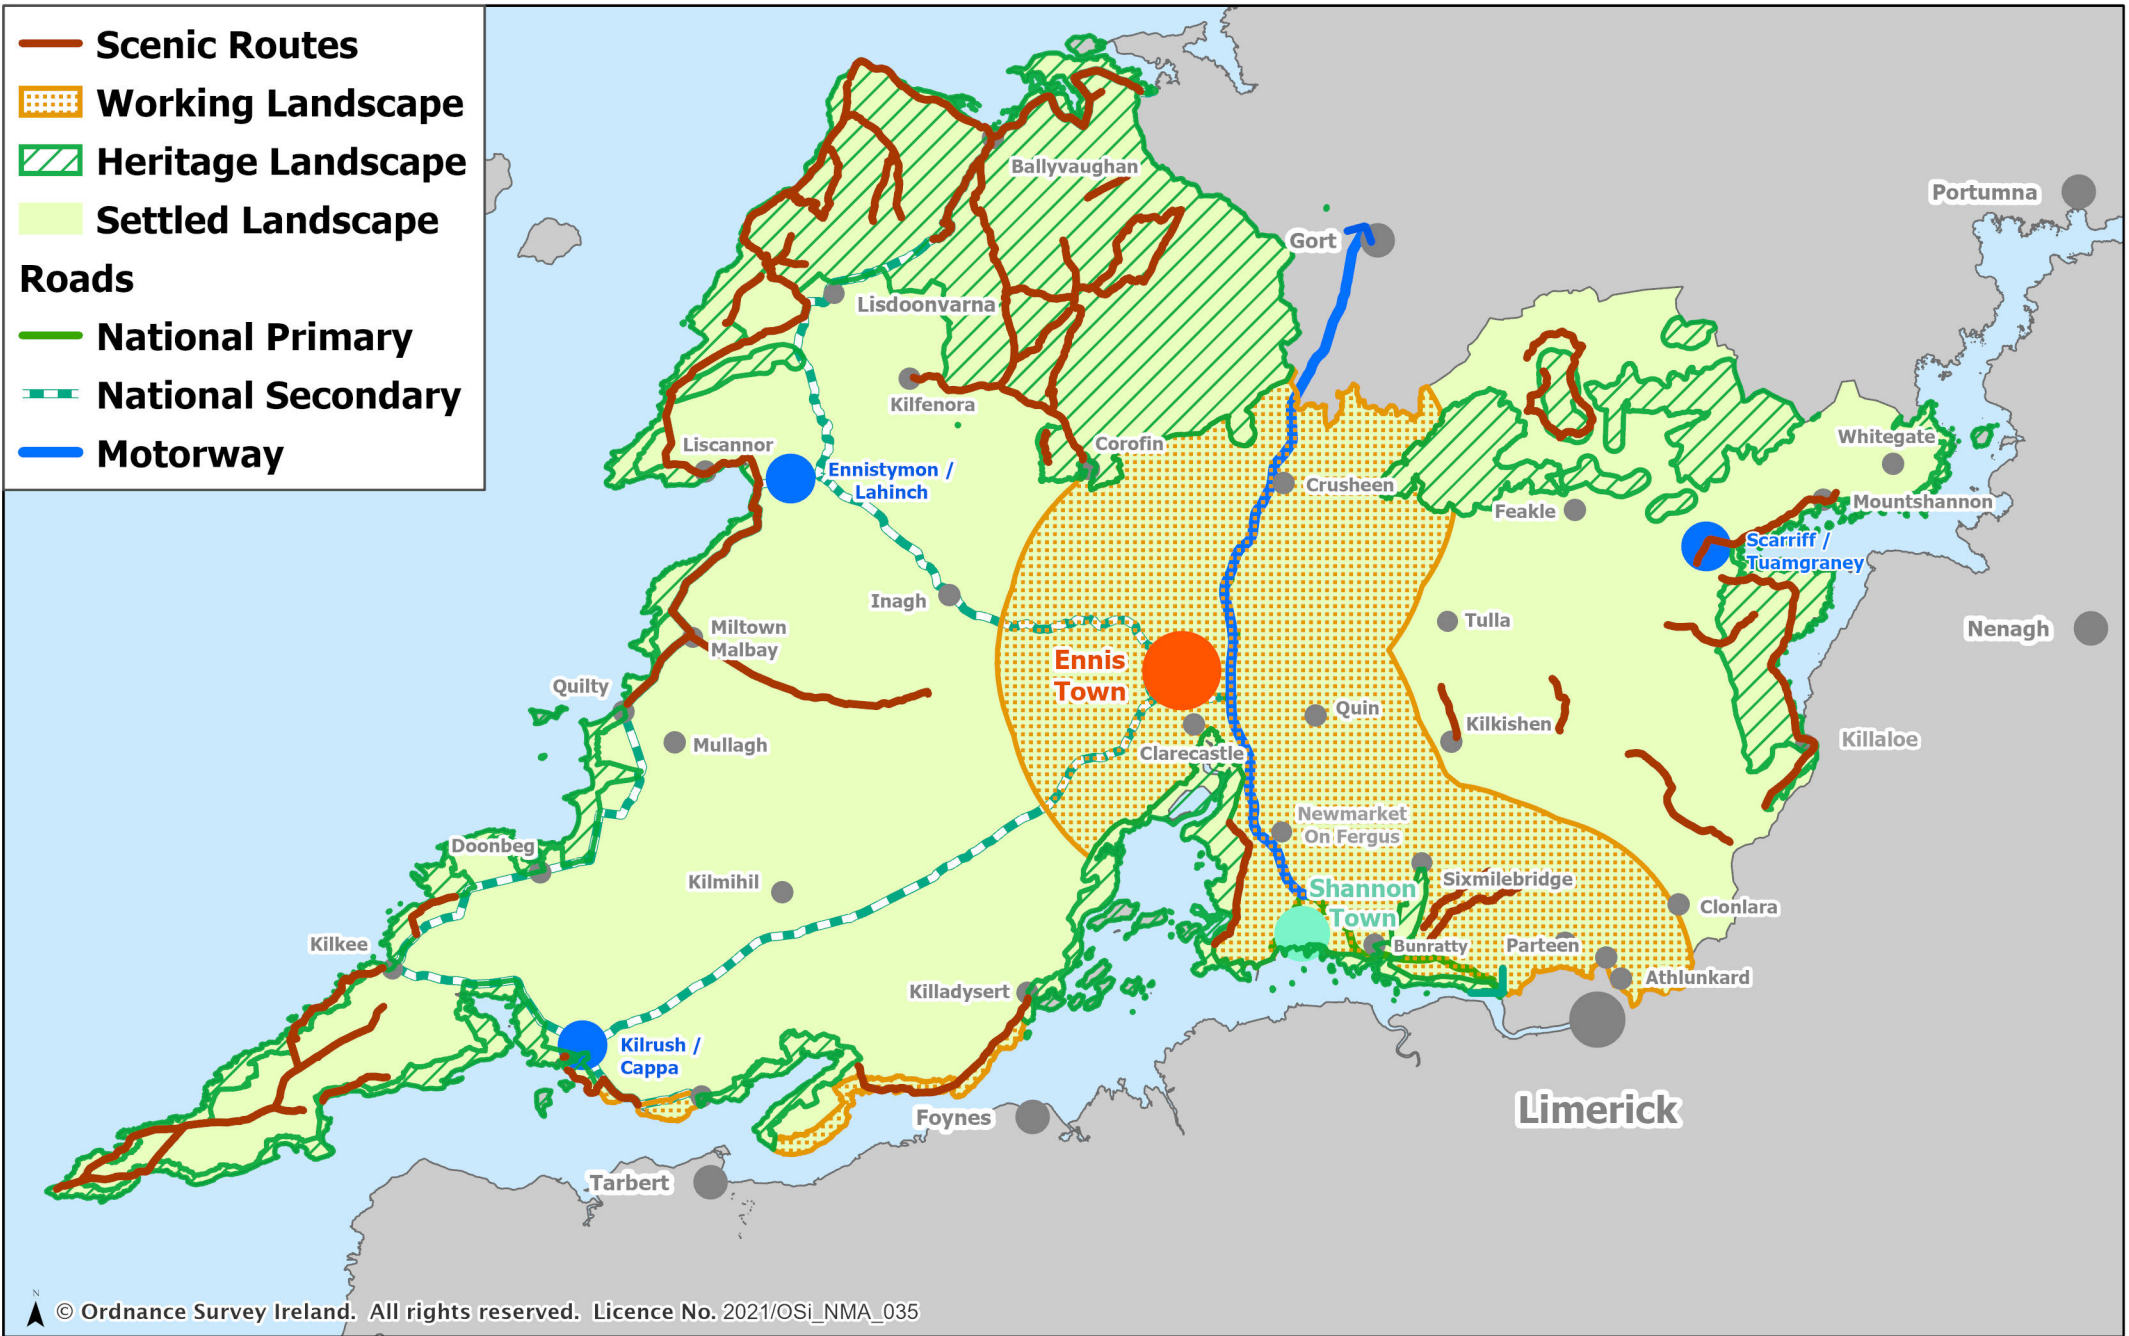 Scenic Routes
Working Landscape
Heritage Landscape
Settled Landscape
Roads
National Primary
National Secondary
Motorway
Ballyvaughan
Portumna
Gort
Lisdoonvarna
Kilfenora
Liscannor
Corofin
Whitegate
Ennistymon /
Lahinch
Crusheen
Feakle
Mountshannon
Scarriff /
Tuamgraney
Inagh
Tulla
Nenagh
Miltown
Malbay
Ennis
Town
Quilty
Quin
Kilkishen
Mullagh
Clarecastle
Killaloe
Newmarket
On Fergus
Doonbeg
Kilmihil
Sixmilebridge
Shannon
Town
Clonlara
Kilkee
Bunratty
Parteen
Athlunkard
Killadysert
Kilrush /
Cappa
Foynes
Limerick
Tarbert
N
© Ordnance Survey Ireland. All rights reserved. Licence No. 2021/OSi_NMA_035